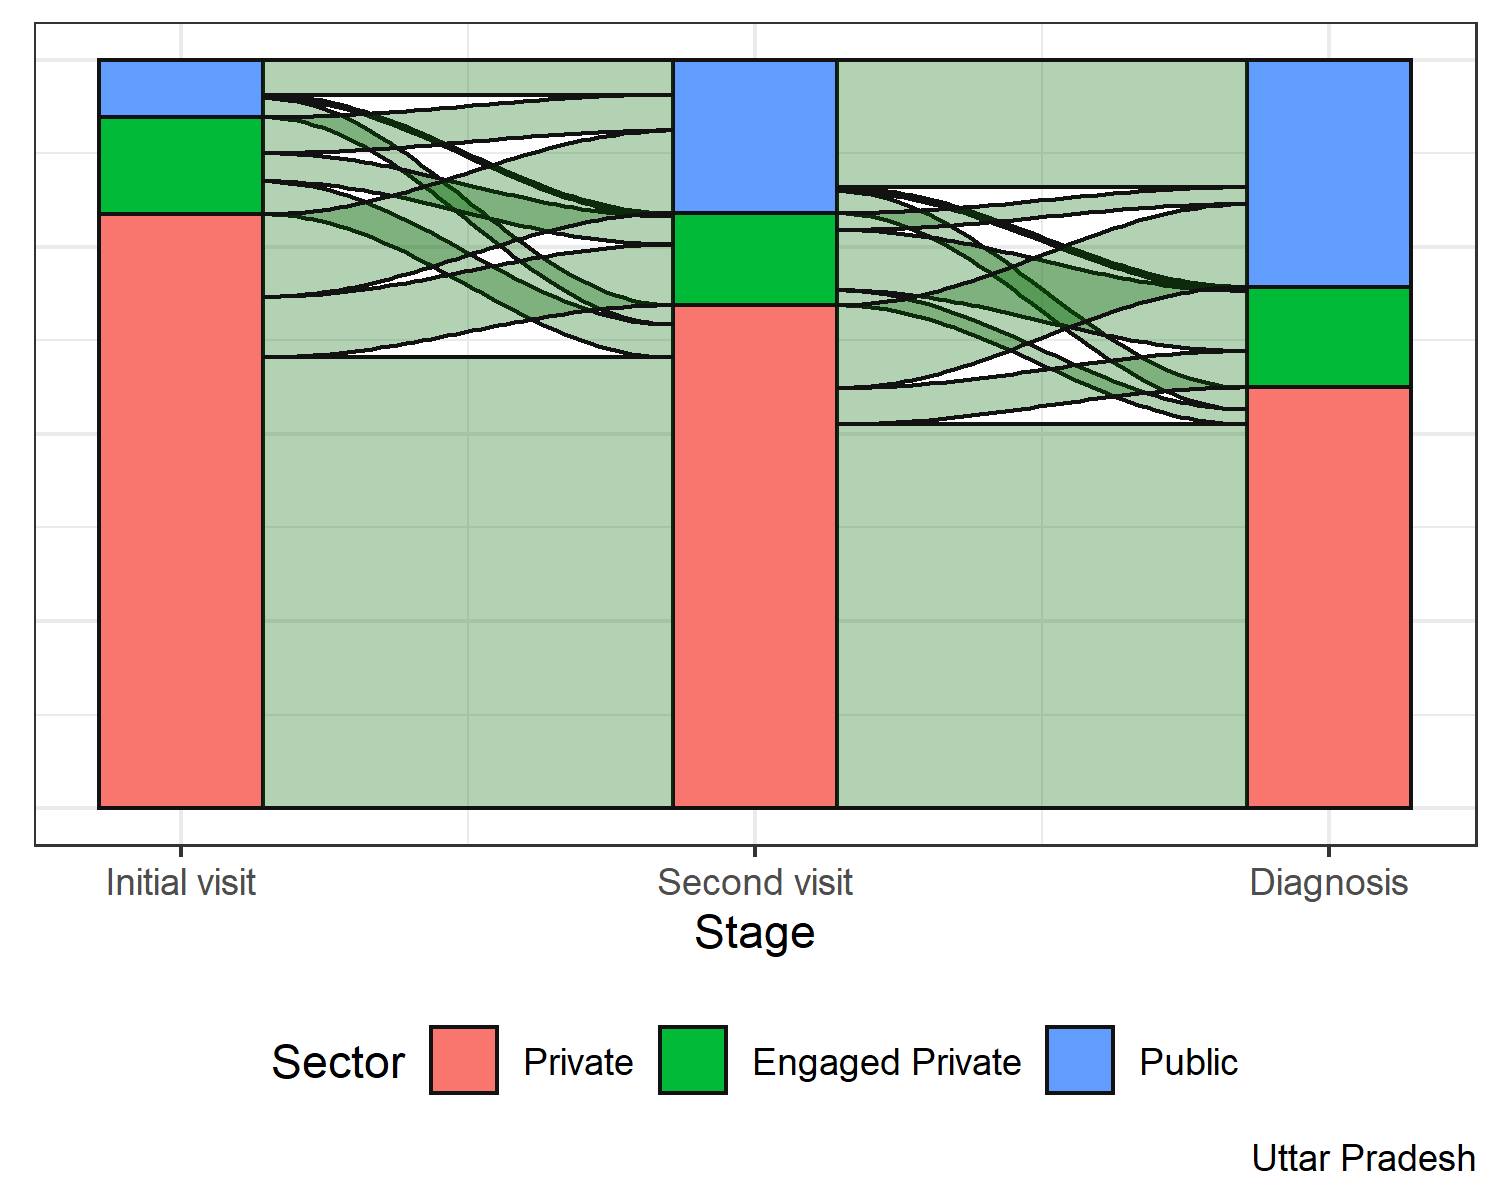 Initial visit Second visit Diagnosis
Stage
Sector Private Engaged Private Public
Uttar Pradesh